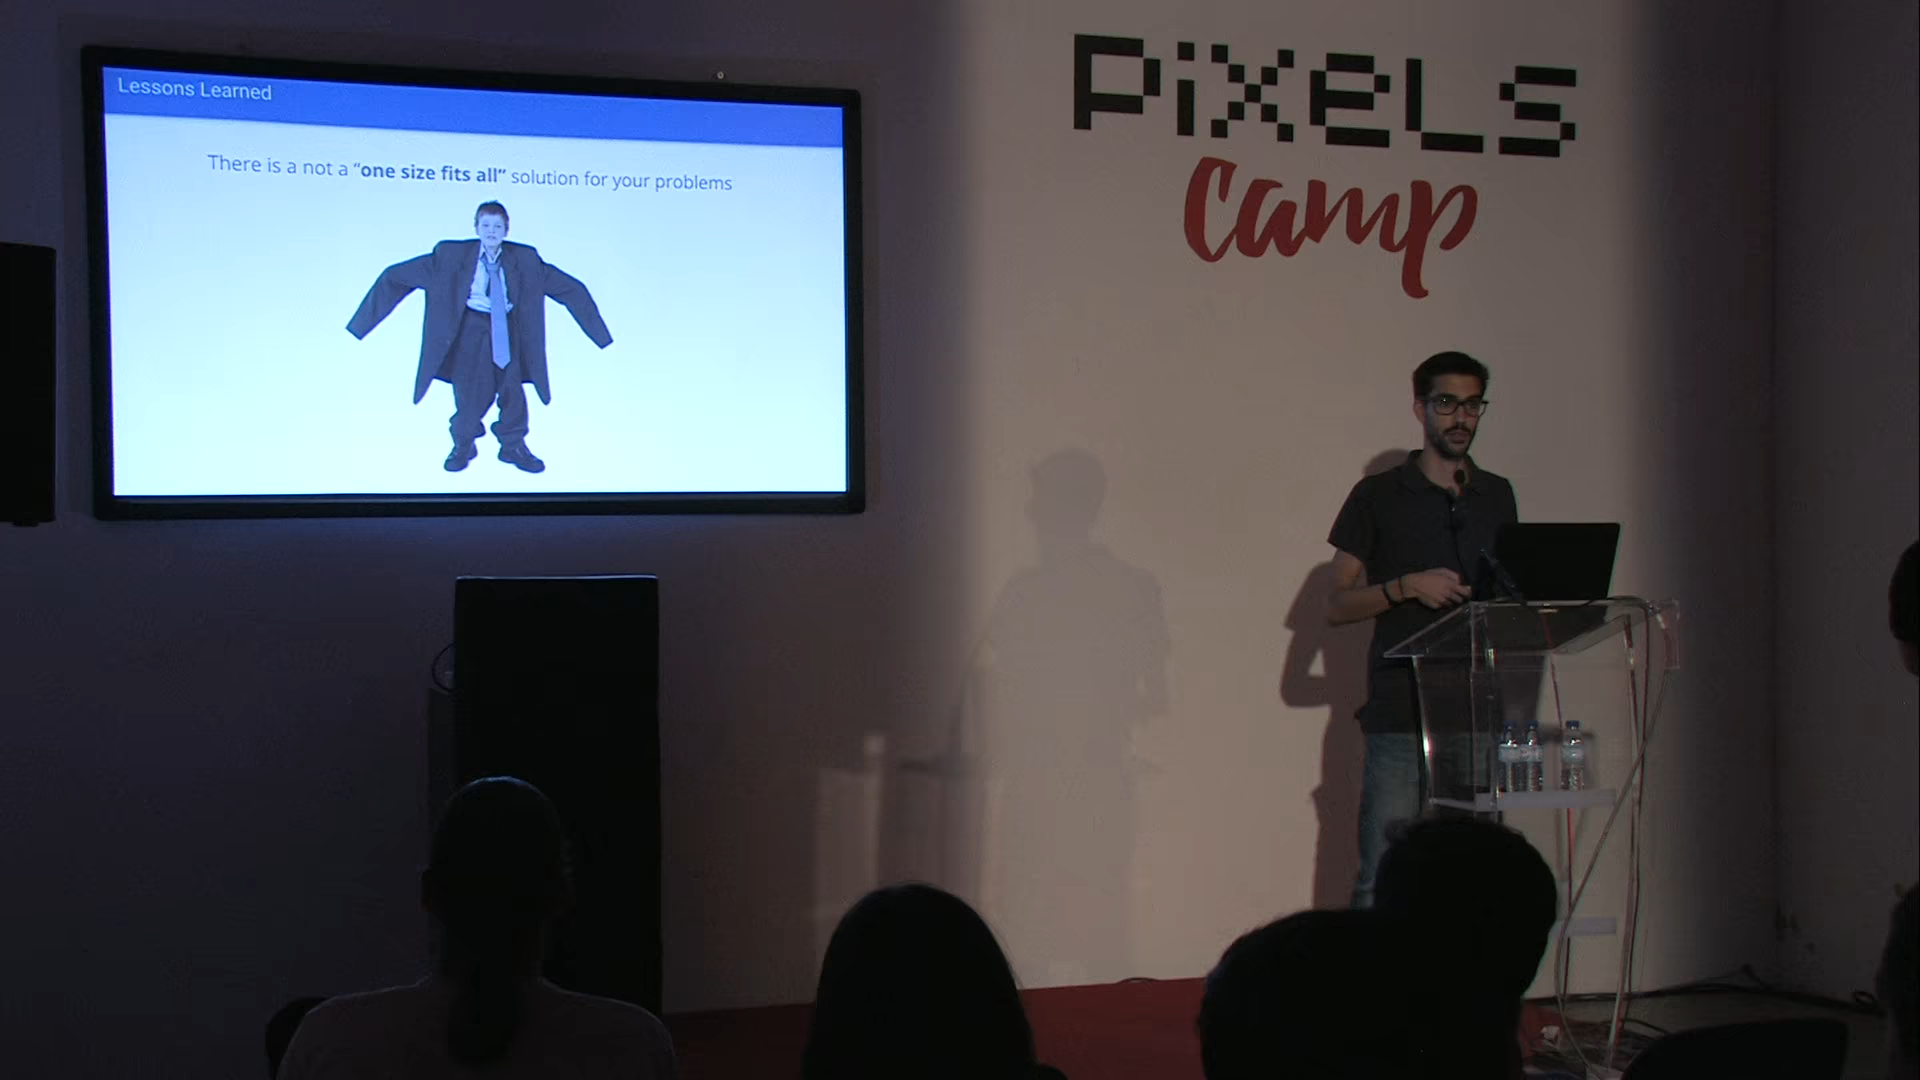 Lessons Learned
There is a not a “one size fits all” solution for your problems
pixels
camp